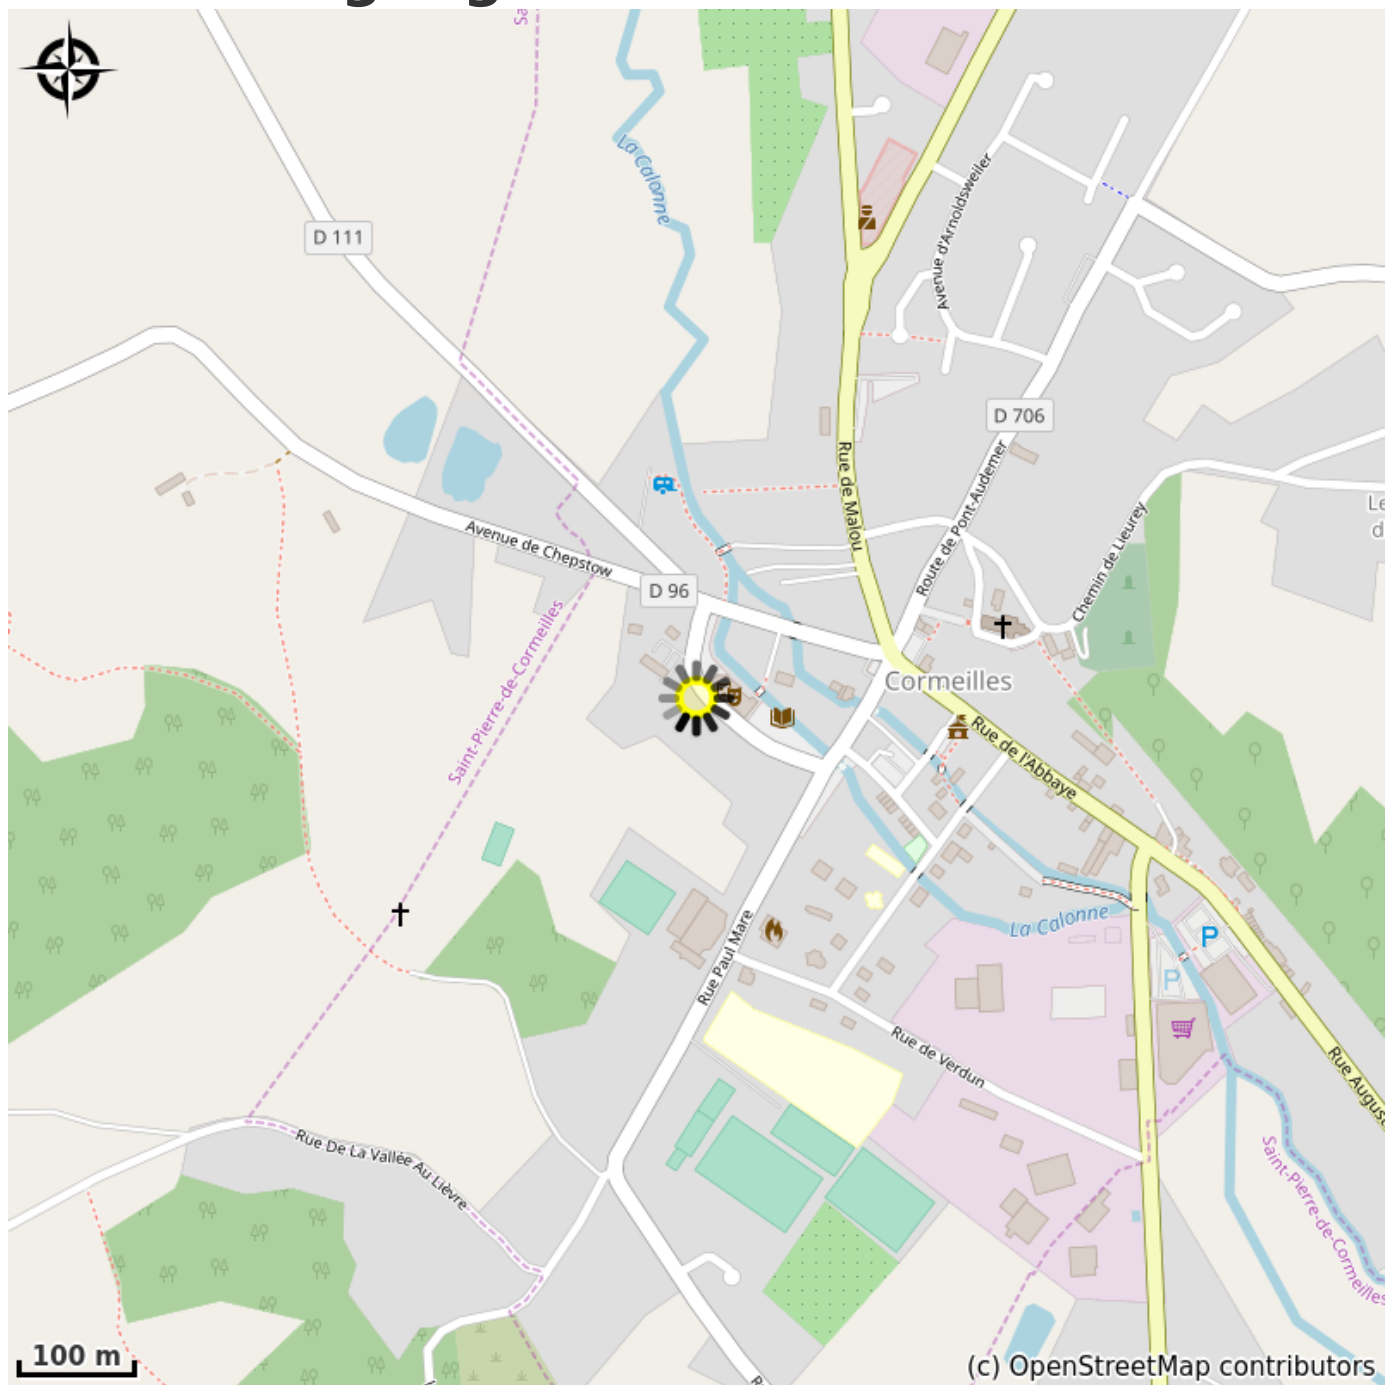 La Calonne
D 111
Avenue d'Arnoldsweiler
D 706
Rue de Malou
Route de Pont-Audemer
Chemin de Lieurey
Avenue de Chepstow
D 96
Saint-Pierre-de-Cormeilles
Cormeilles
Rue de l'Abbaye
La Calonne
Rue Paul Mare
P
P
Rue de Verdun
Rue De La Vallée Au Lièvre
Saint-Pierre-de-Cormeilles
100 m
(c) OpenStreetMap contributors